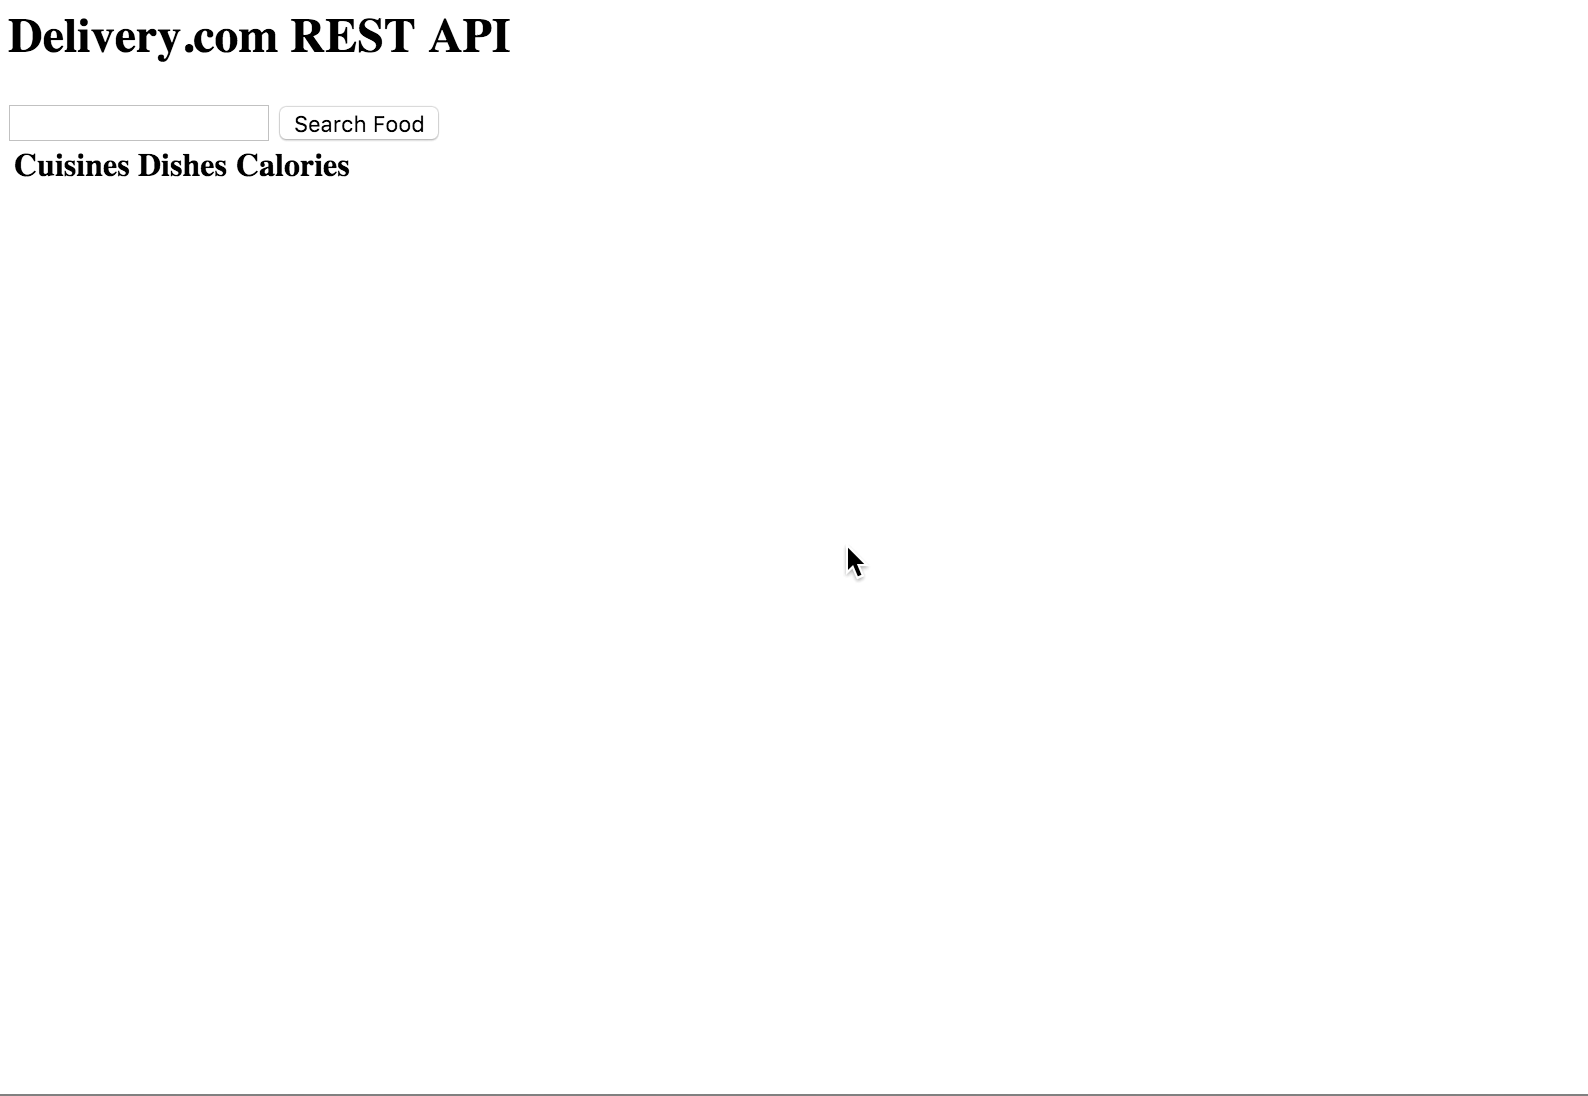 Delivery.com REST API
Search Food
Cuisines Dishes Calories